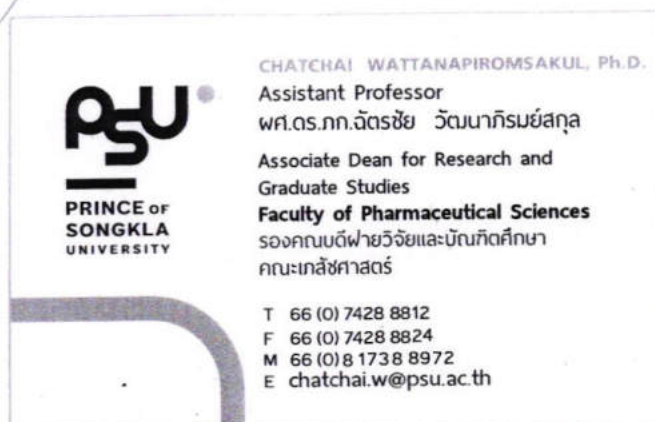 PSU
PRINCE OF
SONGKLA
UNIVERSITY
CHATCHAI WATTANAPIROMSAKUL, Ph.D.
Assistant Professor
ผศ.ดร.ภก.ฉัตรชัย วัฒนาภิรมย์สกุล
Associate Dean for Research and
Graduate Studies
Faculty of Pharmaceutical Sciences
รองคณบดีฝ่ายวิจัยและบัณฑิตศึกษา
คณะเภสัชศาสตร์
T 66 (0) 7428 8812
F 66 (0) 7428 8824
M 66 (0) 8 1738 8972
E chatchai.w@psu.ac.th